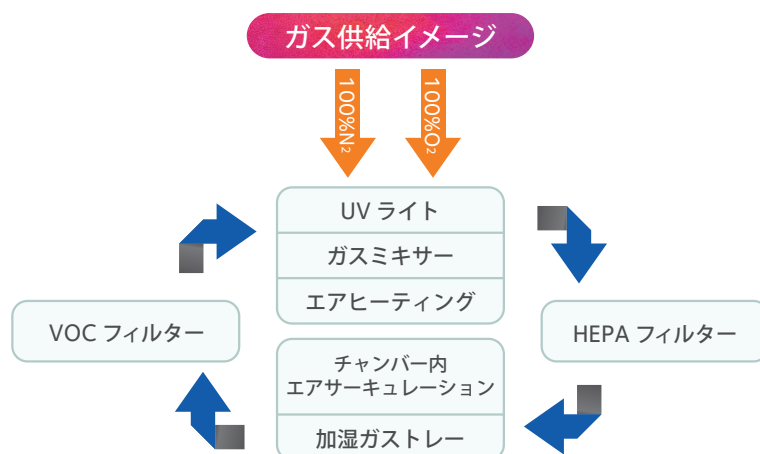 ガス供給イメージ
100%N₂
100%O₂
UV ライト
ガスミキサー
エアヒーティング
VOC フィルター
HEPA フィルター
チャンバー内
エアサーキュレーション
加湿ガストレー